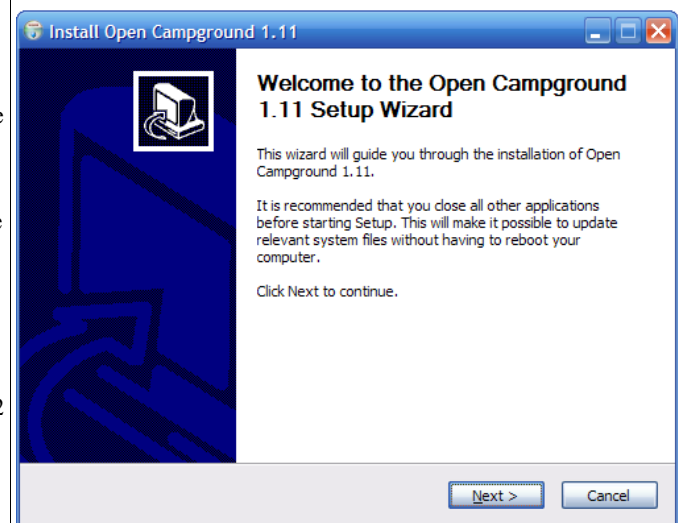 Install Open Campground 1.11
Welcome to the Open Campground
1.11 Setup Wizard
e
This wizard will guide you through the installation of Open
Campground 1.11.
It is recommended that you close all other applications
before starting Setup. This will make it possible to update
e
relevant system files without having to reboot your
computer.
Click Next to continue.
2
Next >
Cancel